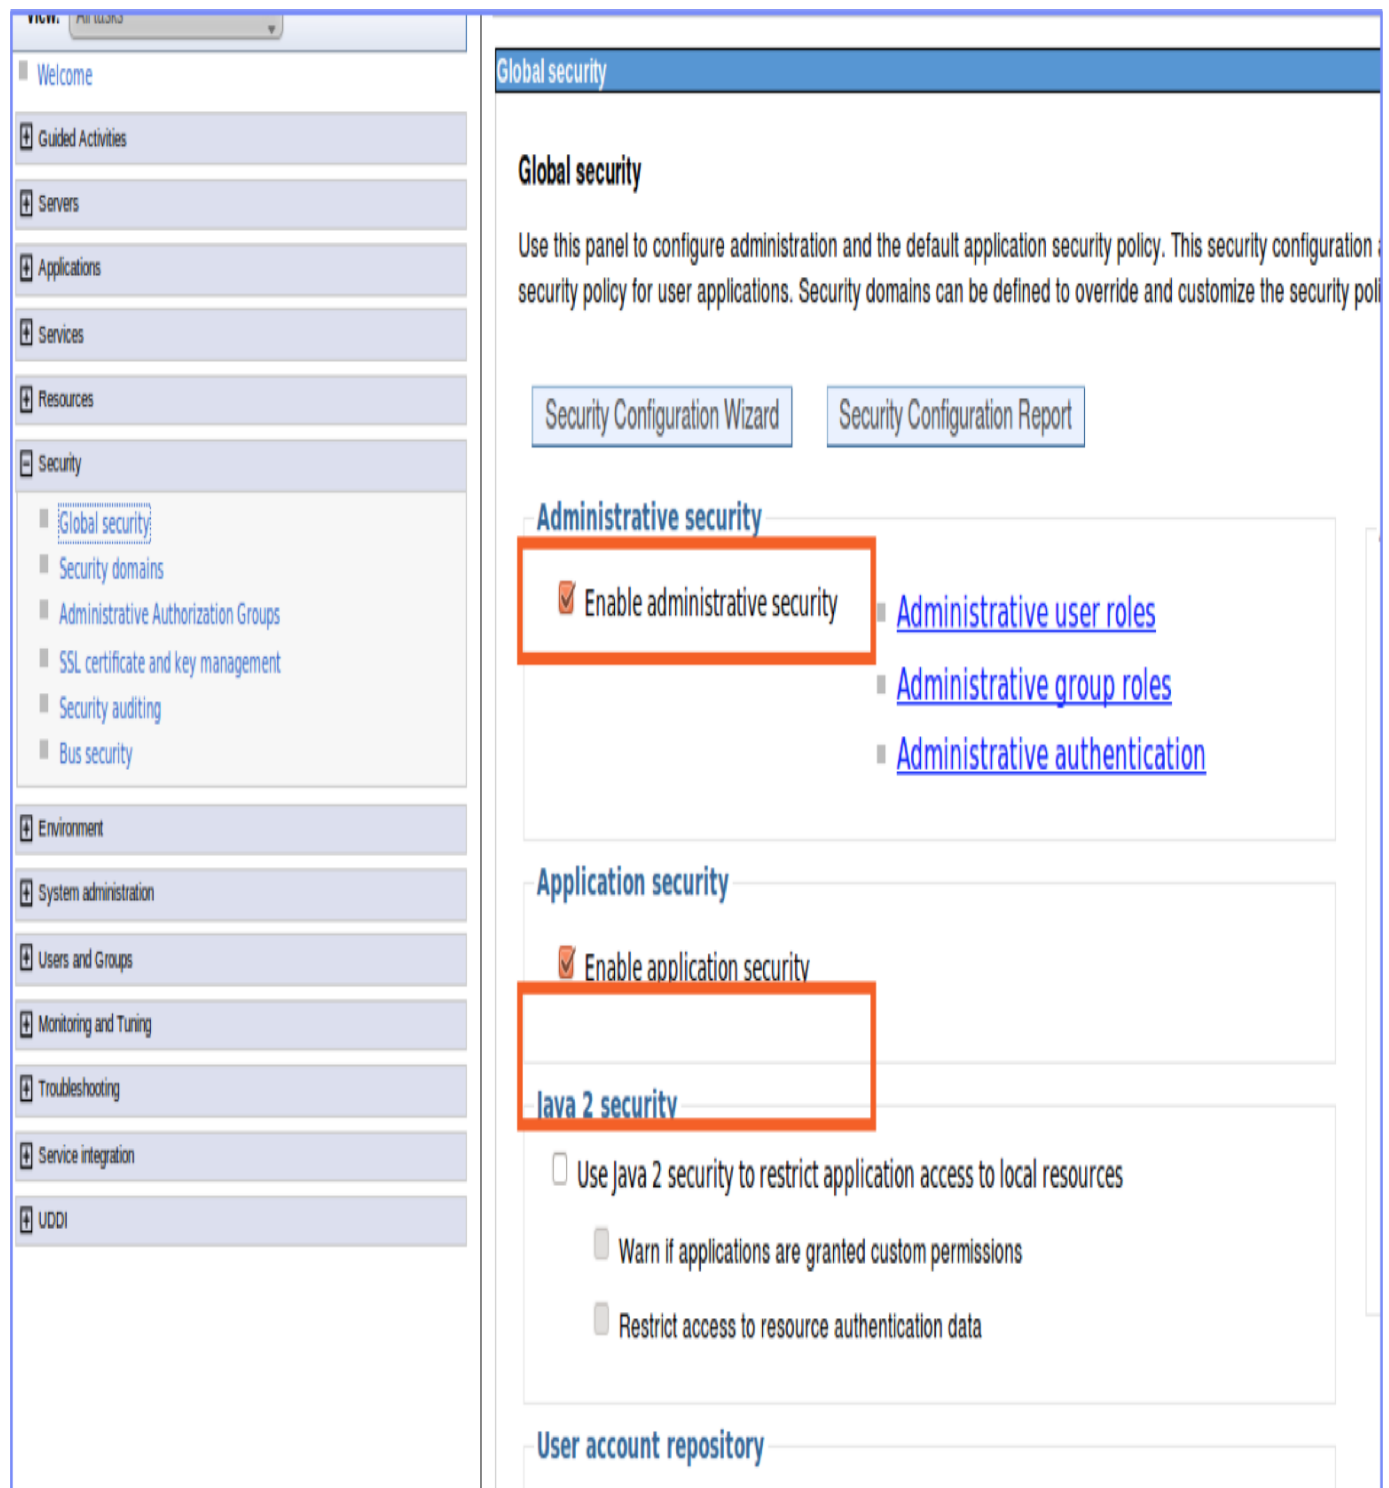 View: All tasks
Welcome
Guided Activities
Servers
Applications
Services
Resources
Security
Global security
Security domains
Administrative Authorization Groups
SSL certificate and key management
Security auditing
Bus security
Environment
System administration
Users and Groups
Monitoring and Tuning
Troubleshooting
Service integration
UDDI
Global security
Global security
Use this panel to configure administration and the default application security policy. This security configuration
security policy for user applications. Security domains can be defined to override and customize the security poli
Security Configuration Wizard
Security Configuration Report
Administrative security
Enable administrative security
Administrative user roles
Administrative group roles
Administrative authentication
Application security
Enable application security
Java 2 security
Use Java 2 security to restrict application access to local resources
Warn if applications are granted custom permissions
Restrict access to resource authentication data
User account repository